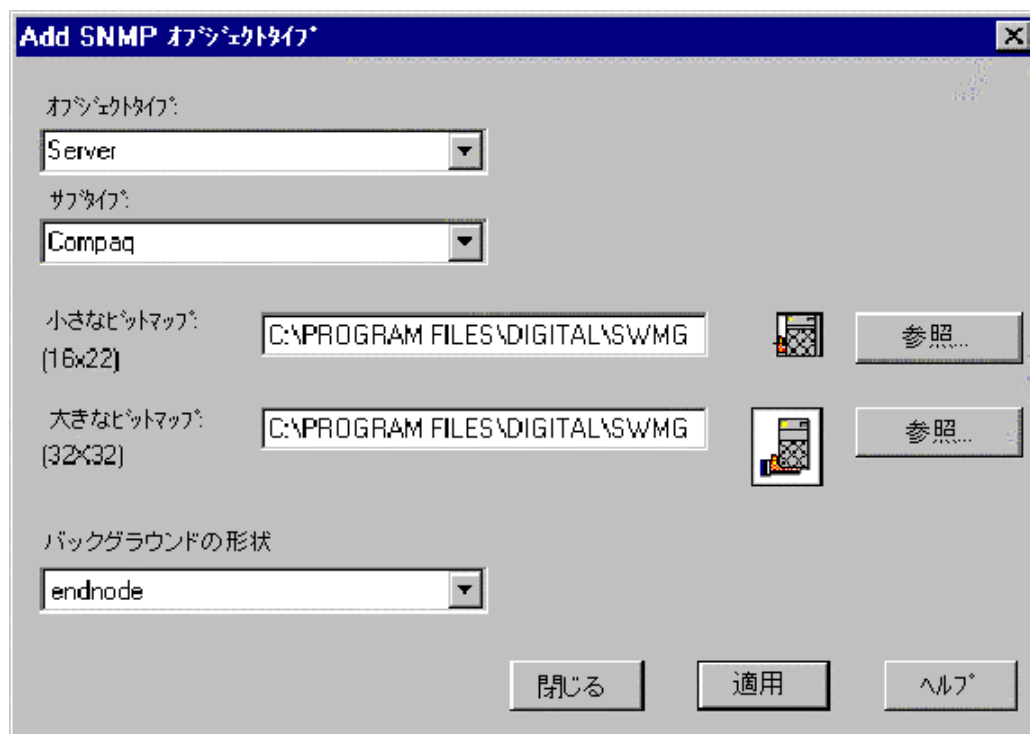 Add SNMP ｵﾌﾞｼﾞｪｸﾄﾀｲﾌﾟ
ｵﾌﾞｼﾞｪｸﾄﾀｲﾌﾟ:
Server
ｻﾌﾞﾀｲﾌﾟ:
Compaq
小さなﾋﾞｯﾄﾏｯﾌﾟ:
(16x22)
C:\PROGRAM FILES\DIGITAL\SWMG
参照...
大きなﾋﾞｯﾄﾏｯﾌﾟ:
(32X32)
C:\PROGRAM FILES\DIGITAL\SWMG
参照...
バックグラウンドの形状
endnode
閉じる 適用 ﾍﾙﾌﾟ